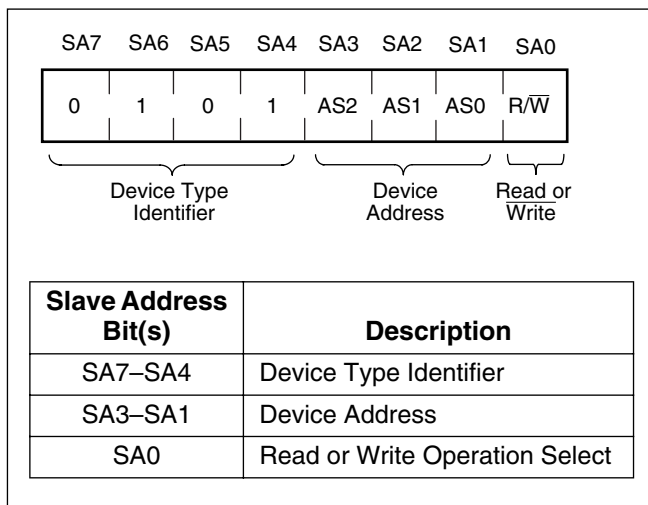 SA7 SA6 SA5 SA4 SA3 SA2 SA1 SA0
0 1 0 1 AS2 AS1 AS0 R/W̅
Device Type Device Read or
Identifier Address W̅r̅i̅t̅e̅
Slave Address
Bit(s) Description
SA7–SA4 Device Type Identifier
SA3–SA1 Device Address
SA0 Read or Write Operation Select